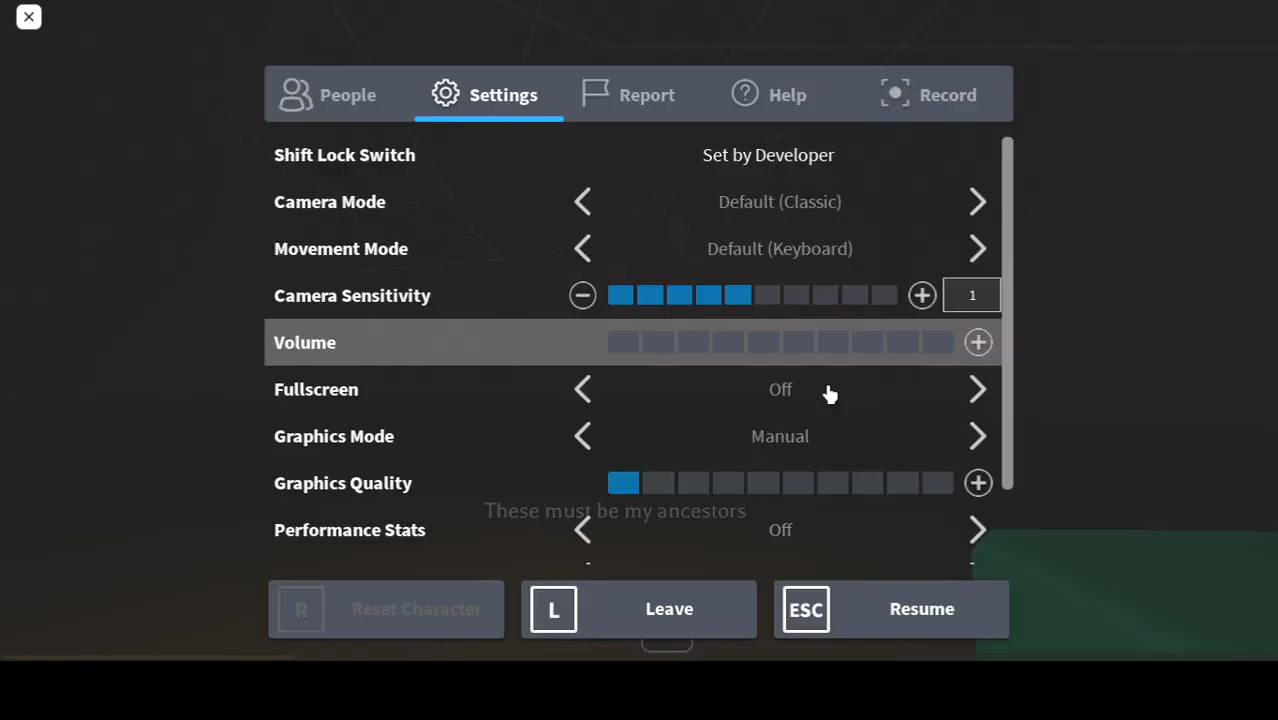 People
Settings
Report
Help
Record
Shift Lock Switch
Set by Developer
Camera Mode
Default (Classic)
Movement Mode
Default (Keyboard)
Camera Sensitivity
1
Volume
Fullscreen
Off
Graphics Mode
Manual
Graphics Quality
These must be my ancestors
Performance Stats
Off
R
Reset Character
L
Leave
ESC
Resume